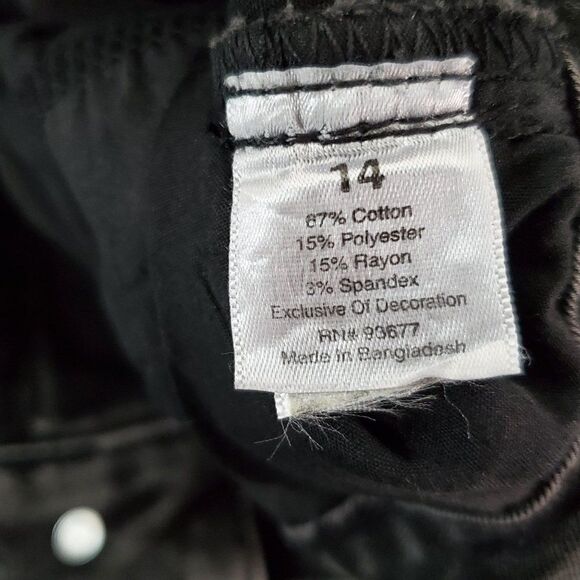 14
67% Cotton
15% Polyester
15% Rayon
3% Spandex
Exclusive Of Decoration
RN# 93677
Made in Bangladesh